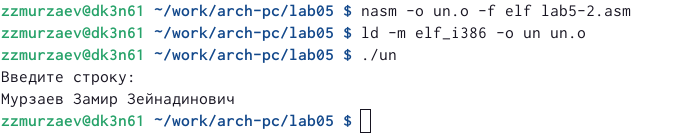 zzmurzaev@dk3n61 ~/work/arch-pc/lab05 $ nasm -o un.o -f elf lab5-2.asm
zzmurzaev@dk3n61 ~/work/arch-pc/lab05 $ ld -m elf_i386 -o un un.o
zzmurzaev@dk3n61 ~/work/arch-pc/lab05 $ ./un
Введите строку:
Мурзаев Замир Зейнадинович
zzmurzaev@dk3n61 ~/work/arch-pc/lab05 $